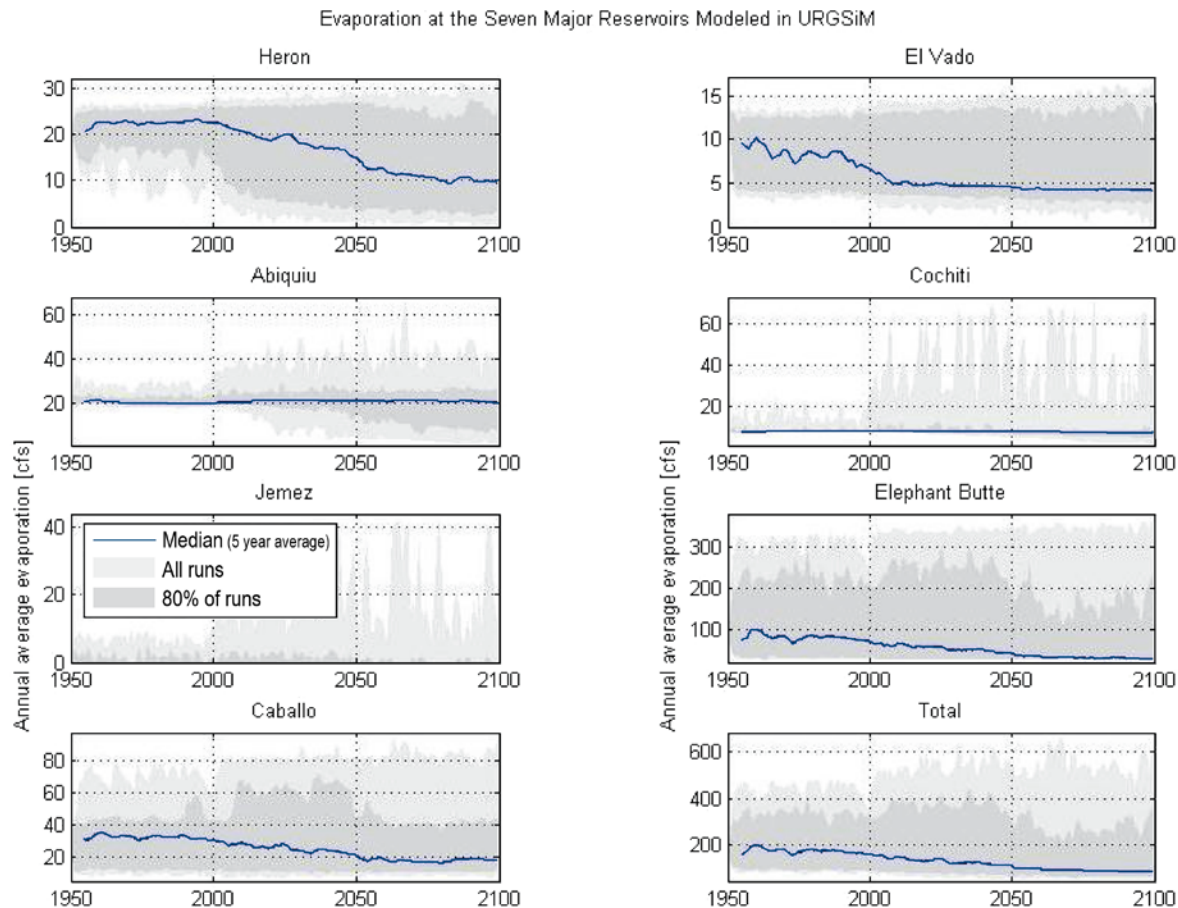 Evaporation at the Seven Major Reservoirs Modeled in URGSiM
Heron
30
20
10
0
1950 2000 2050 2100
El Vado
15
10
5
0
1950 2000 2050 2100
Abiquiu
60
40
20
1950 2000 2050 2100
Cochiti
60
40
20
1950 2000 2050 2100
Annual average evaporation [cfs]
Jemez
40
20
0
1950 2000 2050 2100
Median (5 year average)
All runs
80% of runs
Annual average evaporation [cfs]
Elephant Butte
300
200
100
1950 2000 2050 2100
Caballo
80
60
40
20
1950 2000 2050 2100
Total
600
400
200
1950 2000 2050 2100